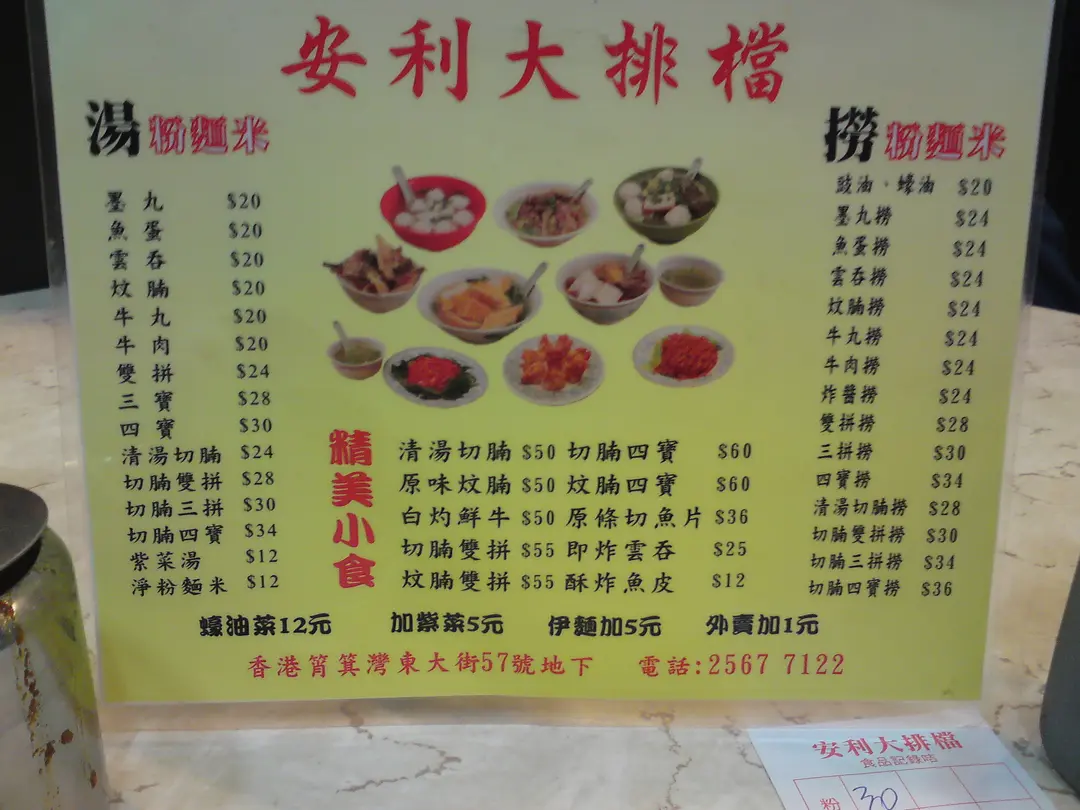 安利大排檔
湯 粉麵米
墨丸 $20
魚蛋 $20
雲吞 $20
炆腩 $20
牛丸 $20
牛肉 $20
雙拼 $24
三寶 $28
四寶 $30
清湯切腩 $24
切腩雙拼 $28
切腩三拼 $30
切腩四寶 $34
紫菜湯 $12
淨粉麵米 $12
精美小食
清湯切腩 $50 切腩四寶 $60
原味炆腩 $50 炆腩四寶 $60
白灼鮮牛 $50 原條切魚片 $36
切腩雙拼 $55 即炸雲吞 $25
炆腩雙拼 $55 酥炸魚皮 $12
撈 粉麵米
豉油、蠔油 $20
墨丸撈 $24
魚蛋撈 $24
雲吞撈 $24
炆腩撈 $24
牛丸撈 $24
牛肉撈 $24
炸醬撈 $24
雙拼撈 $28
三拼撈 $30
四寶撈 $34
清湯切腩撈 $28
切腩雙拼撈 $30
切腩三拼撈 $34
切腩四寶撈 $36
蠔油菜12元 加紫菜5元 伊麵加5元 外賣加1元
香港筲箕灣東大街57號地下 電話:2567 7122
安利大排檔
食品記錄咭
粉 30